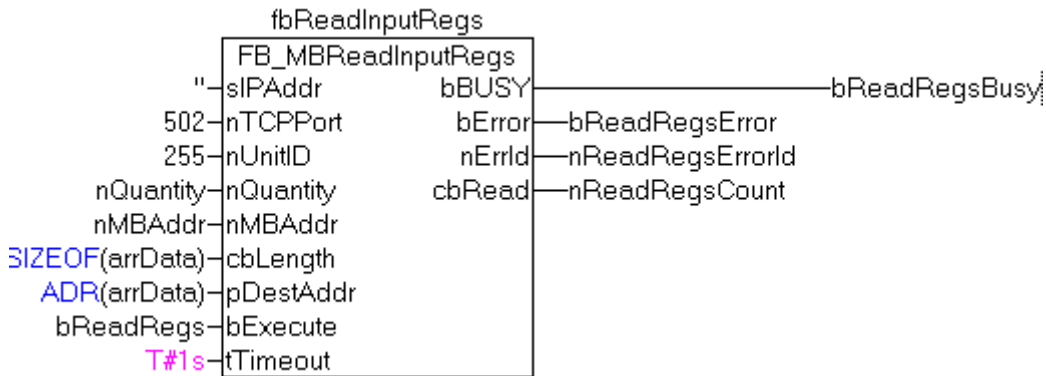 fbReadInputRegs
FB_MBReadInputRegs
''  sIPAddr  bBUSY  bReadRegsBusy
502  nTCPPort  bError  bReadRegsError
255  nUnitID  nErrId  nReadRegsErrorId
nQuantity  nQuantity  cbRead  nReadRegsCount
nMBAddr  nMBAddr
SIZEOF(arrData)  cbLength
ADR(arrData)  pDestAddr
bReadRegs  bExecute
T#1s  tTimeout